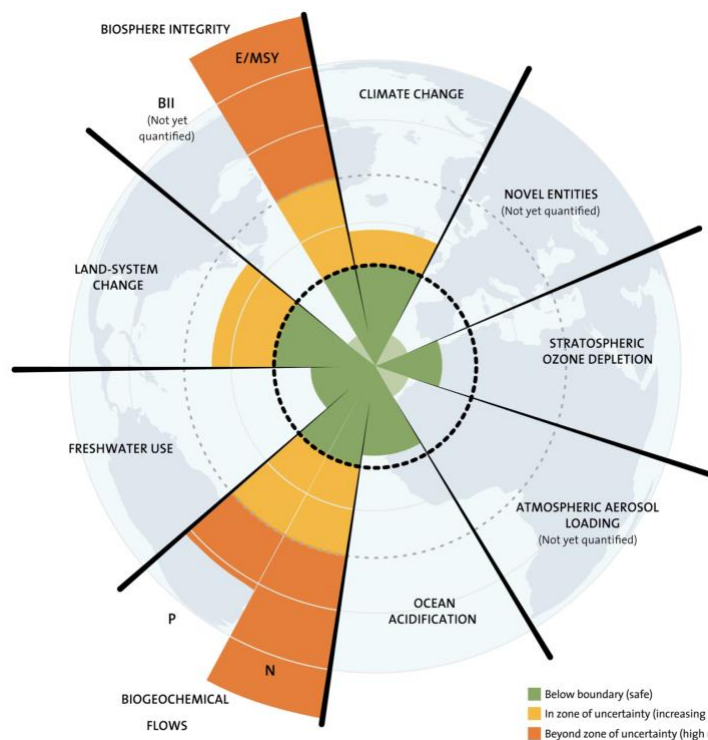 BIOSPHERE INTEGRITY
E/MSY
CLIMATE CHANGE
BII
(Not yet
quantified)
NOVEL ENTITIES
(Not yet quantified)
LAND-SYSTEM
CHANGE
STRATOSPHERIC
OZONE DEPLETION
FRESHWATER USE
ATMOSPHERIC AEROSOL
LOADING
(Not yet quantified)
OCEAN
ACIDIFICATION
P
N
BIOGEOCHEMICAL
FLOWS
Below boundary (safe)
In zone of uncertainty (increasing
Beyond zone of uncertainty (high